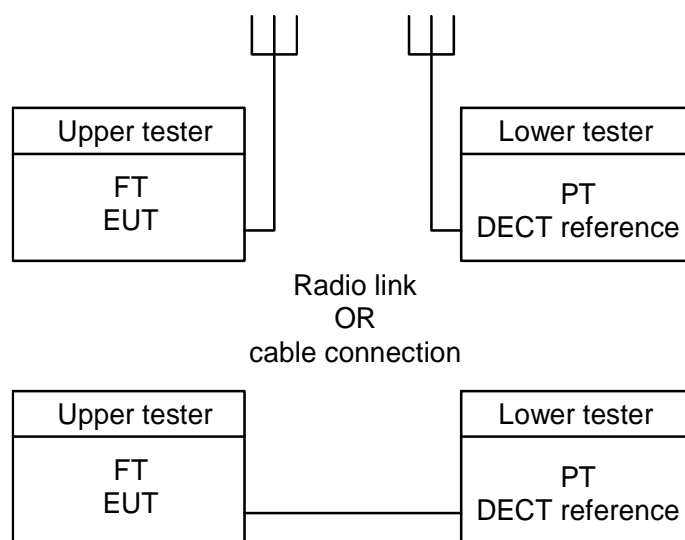 Upper tester
FT
EUT
Lower tester
PT
DECT reference
Radio link
OR
cable connection
Upper tester
FT
EUT
Lower tester
PT
DECT reference